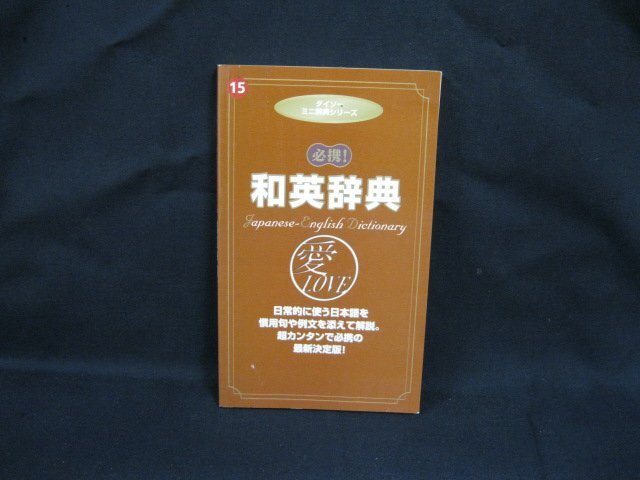 15
ダイソー
ミニ辞典シリーズ
必携！
和英辞典
Japanese-English Dictionary
愛
LOVE
日常的に使う日本語を
慣用句や例文を添えて解説。
超カンタンで必携の
最新決定版！